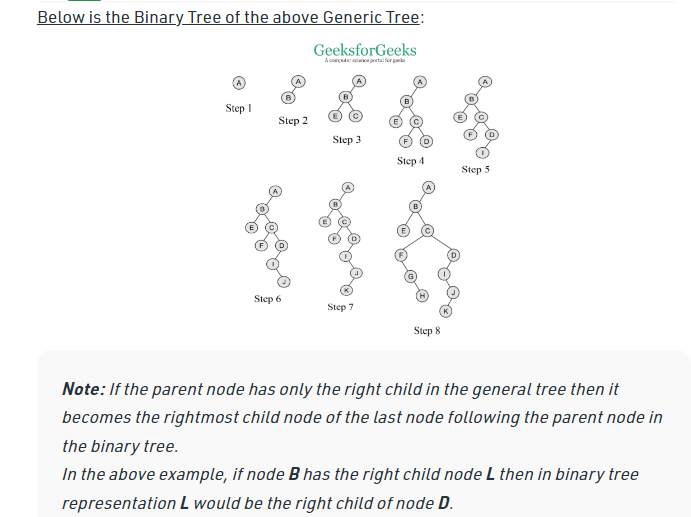 Below is the Binary Tree of the above Generic Tree:
GeeksforGeeks
A computer science portal for geeks
A
Step 1
A
B
Step 2
A
B
E C
Step 3
A
B
E C
F D
Step 4
A
B
E C
F D
I
Step 5
A
B
E C
F D
I
J
Step 6
A
B
E C
F D
I
J
K
Step 7
A
B
E C
F D
G I
H J
K
Step 8
Note: If the parent node has only the right child in the general tree then it
becomes the rightmost child node of the last node following the parent node in
the binary tree.
In the above example, if node B has the right child node L then in binary tree
representation L would be the right child of node D.